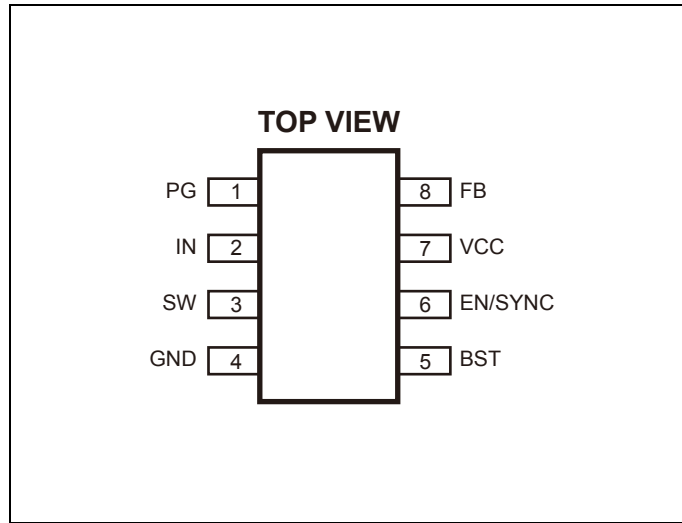 TOP VIEW
PG 1 8 FB
IN 2 7 VCC
SW 3 6 EN/SYNC
GND 4 5 BST